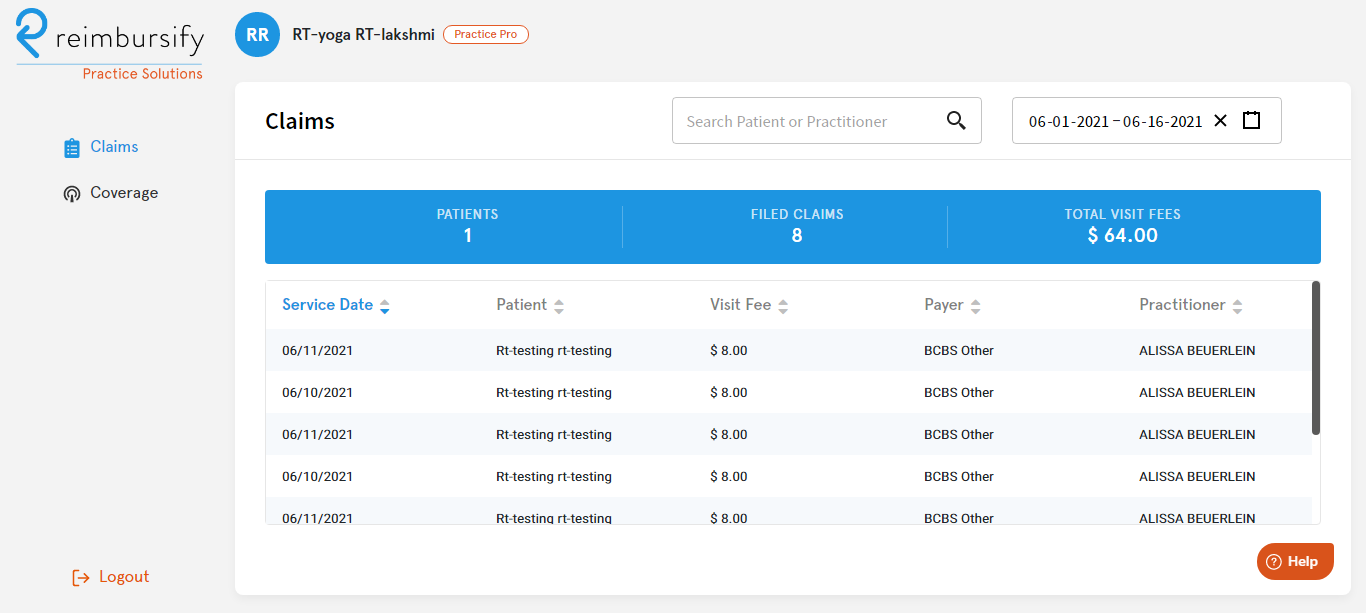 reimbursify
Practice Solutions
RR RT-yoga RT-lakshmi Practice Pro
Claims
Coverage
Logout
Claims
Search Patient or Practitioner
06-01-2021 – 06-16-2021
PATIENTS
1
FILED CLAIMS
8
TOTAL VISIT FEES
$ 64.00
Service Date Patient Visit Fee Payer Practitioner
06/11/2021 Rt-testing rt-testing $ 8.00 BCBS Other ALISSA BEUERLEIN
06/10/2021 Rt-testing rt-testing $ 8.00 BCBS Other ALISSA BEUERLEIN
06/11/2021 Rt-testing rt-testing $ 8.00 BCBS Other ALISSA BEUERLEIN
06/10/2021 Rt-testing rt-testing $ 8.00 BCBS Other ALISSA BEUERLEIN
06/11/2021 Rt-testing rt-testing $ 8.00 BCBS Other ALISSA BEUERLEIN
Help